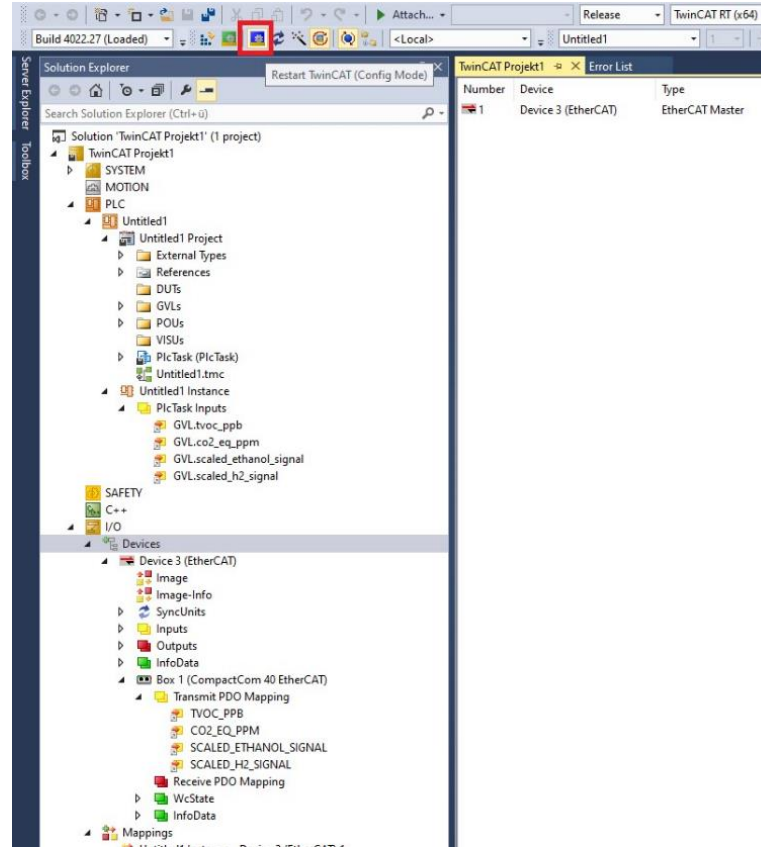 Attach...
Release
TwinCAT RT (x64)
Build 4022.27 (Loaded)
<Local>
Untitled1
1
Server Explorer
Toolbox
Solution Explorer
Restart TwinCAT (Config Mode)
Search Solution Explorer (Ctrl+ü)
Solution 'TwinCAT Projekt1' (1 project)
TwinCAT Projekt1
SYSTEM
MOTION
PLC
Untitled1
Untitled1 Project
External Types
References
DUTs
GVLs
POUs
VISUs
PlcTask (PlcTask)
Untitled1.tmc
Untitled1 Instance
PlcTask Inputs
GVL.tvoc_ppb
GVL.co2_eq_ppm
GVL.scaled_ethanol_signal
GVL.scaled_h2_signal
SAFETY
C++
I/O
Devices
Device 3 (EtherCAT)
Image
Image-Info
SyncUnits
Inputs
Outputs
InfoData
Box 1 (CompactCom 40 EtherCAT)
Transmit PDO Mapping
TVOC_PPB
CO2_EQ_PPM
SCALED_ETHANOL_SIGNAL
SCALED_H2_SIGNAL
Receive PDO Mapping
WcState
InfoData
Mappings
TwinCAT Projekt1
Error List
Number Device Type
1 Device 3 (EtherCAT) EtherCAT Master